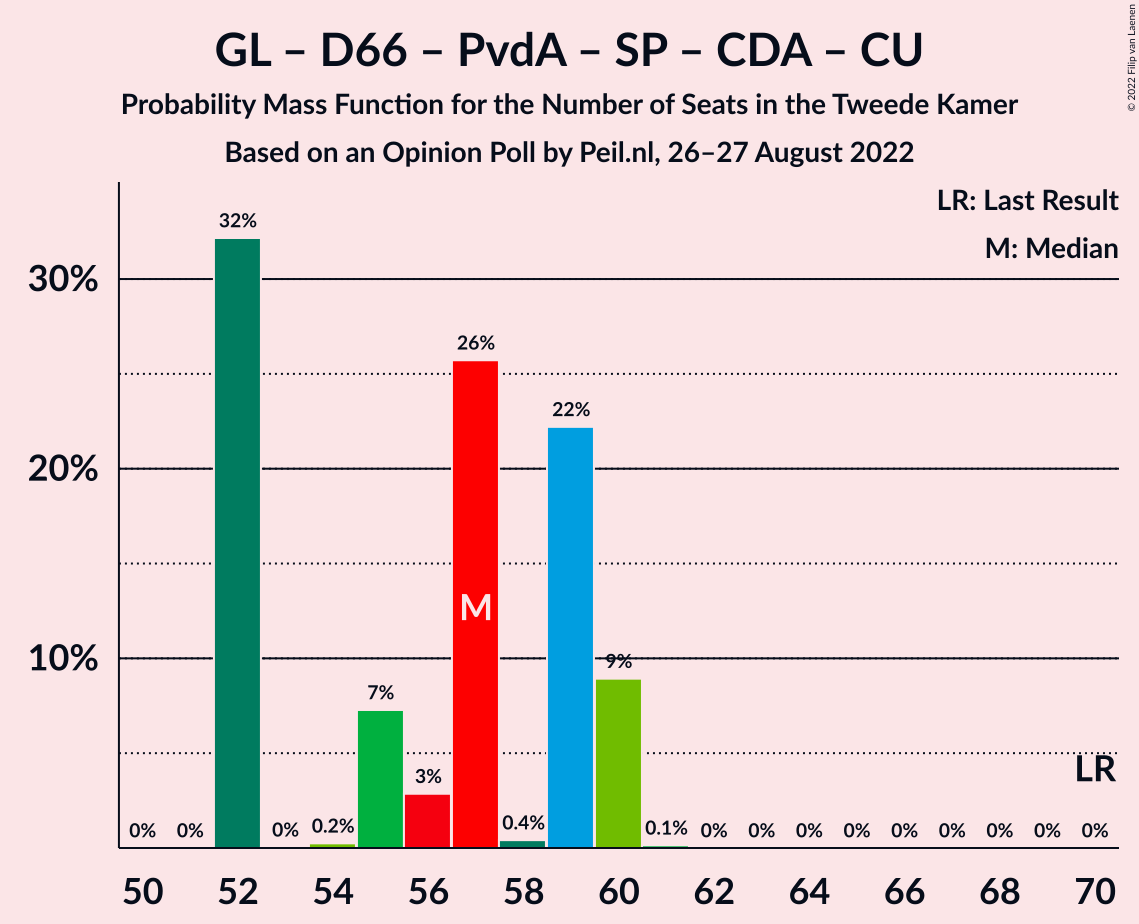 GL – D66 – PvdA – SP – CDA – CU
Probability Mass Function for the Number of Seats in the Tweede Kamer
Based on an Opinion Poll by Peil.nl, 26–27 August 2022
© 2022 Filip van Laenen
LR: Last Result
M: Median
32%
30%
26%
22%
20%
M
10%
9%
7%
3%
LR
0% 0% 0% 0.2% 0.4% 0.1% 0% 0% 0% 0% 0% 0% 0% 0% 0%
50 52 54 56 58 60 62 64 66 68 70